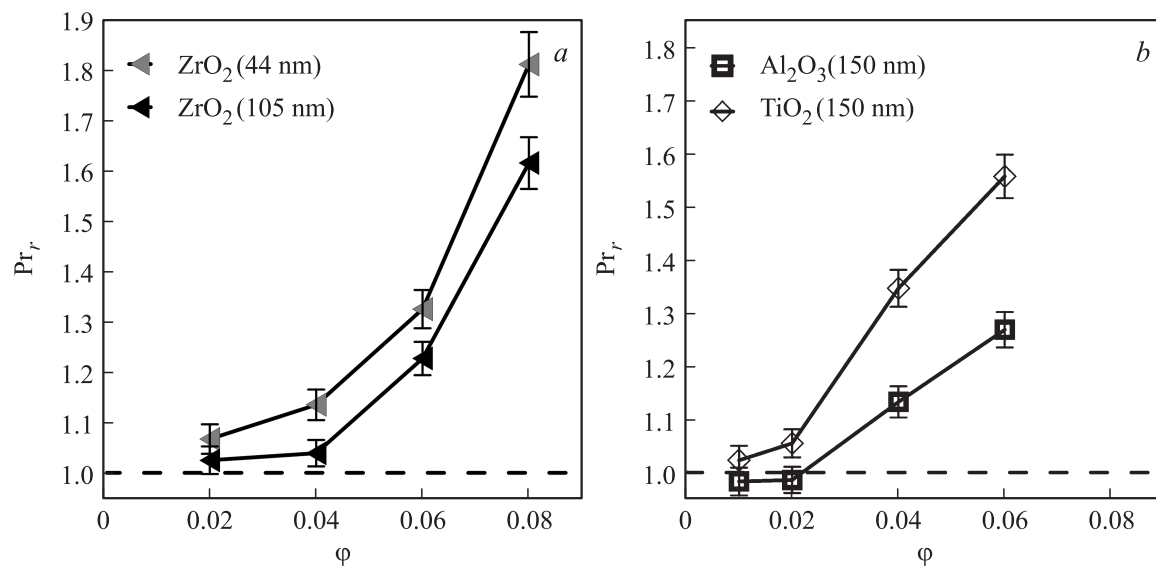 1.9
1.8
1.7
1.6
1.5
1.4
1.3
1.2
1.1
1.0
Pr_r
ZrO₂ (44 nm)
ZrO₂ (105 nm)
a
0 0.02 0.04 0.06 0.08
φ
1.8
1.7
1.6
1.5
1.4
1.3
1.2
1.1
1.0
Pr_r
Al₂O₃ (150 nm)
TiO₂ (150 nm)
b
0 0.02 0.04 0.06 0.08
φ